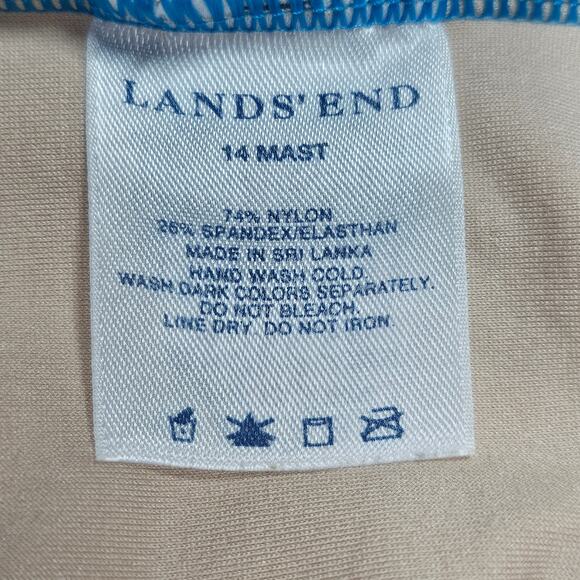 LANDS' END
14 MAST
74% NYLON
26% SPANDEX/ELASTHAN
MADE IN SRI LANKA
HAND WASH COLD.
WASH DARK COLORS SEPARATELY.
DO NOT BLEACH.
LINE DRY. DO NOT IRON.